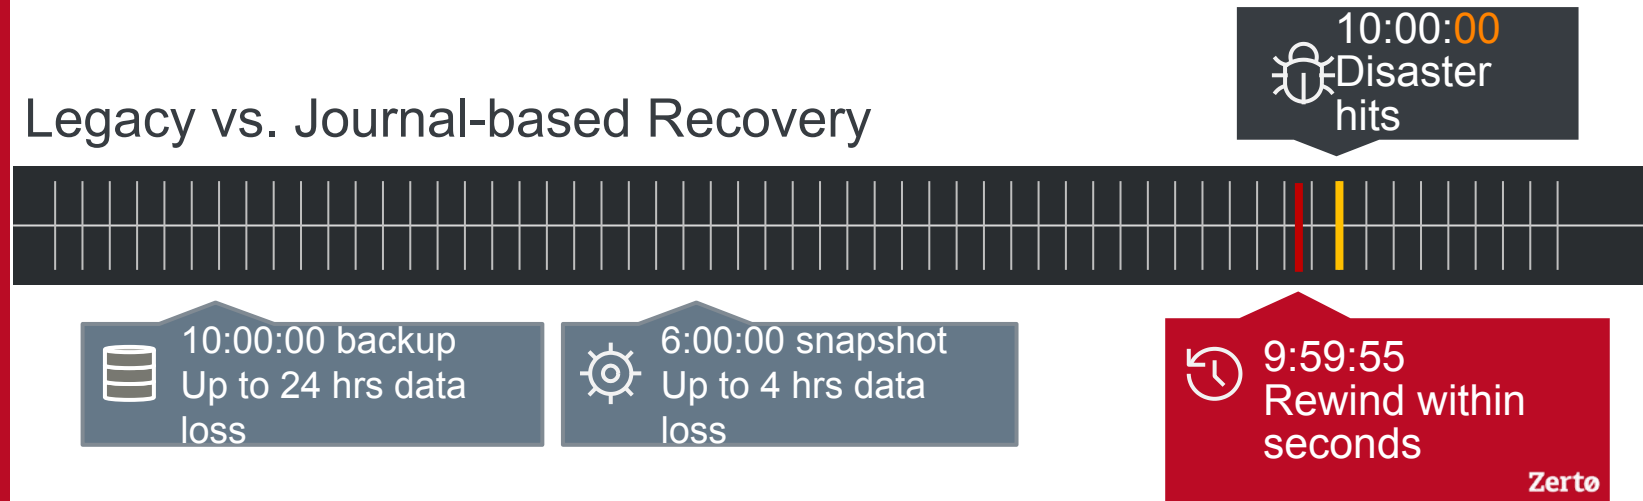 10:00:00
Disaster
hits
Legacy vs. Journal-based Recovery
10:00:00 backup
Up to 24 hrs data
loss
6:00:00 snapshot
Up to 4 hrs data
loss
9:59:55
Rewind within
seconds
Zertø